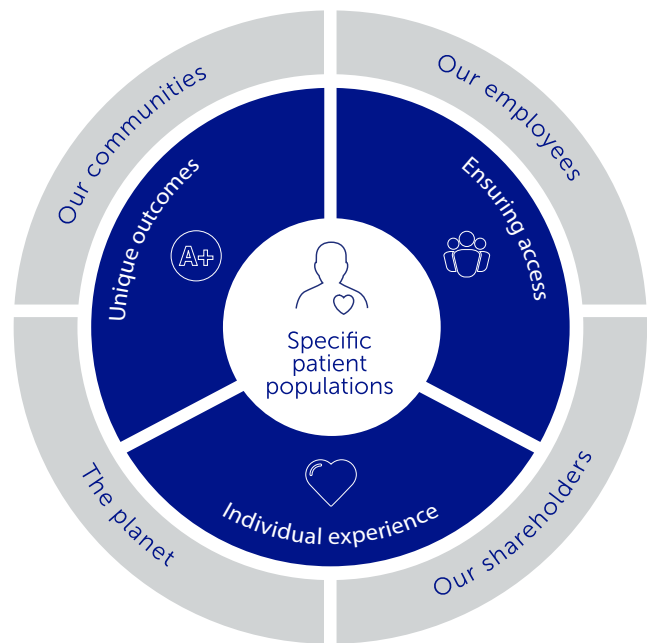 Our communities
Our employees
Unique outcomes
Ensuring access
A+
Specific
patient
populations
Individual experience
The planet
Our shareholders